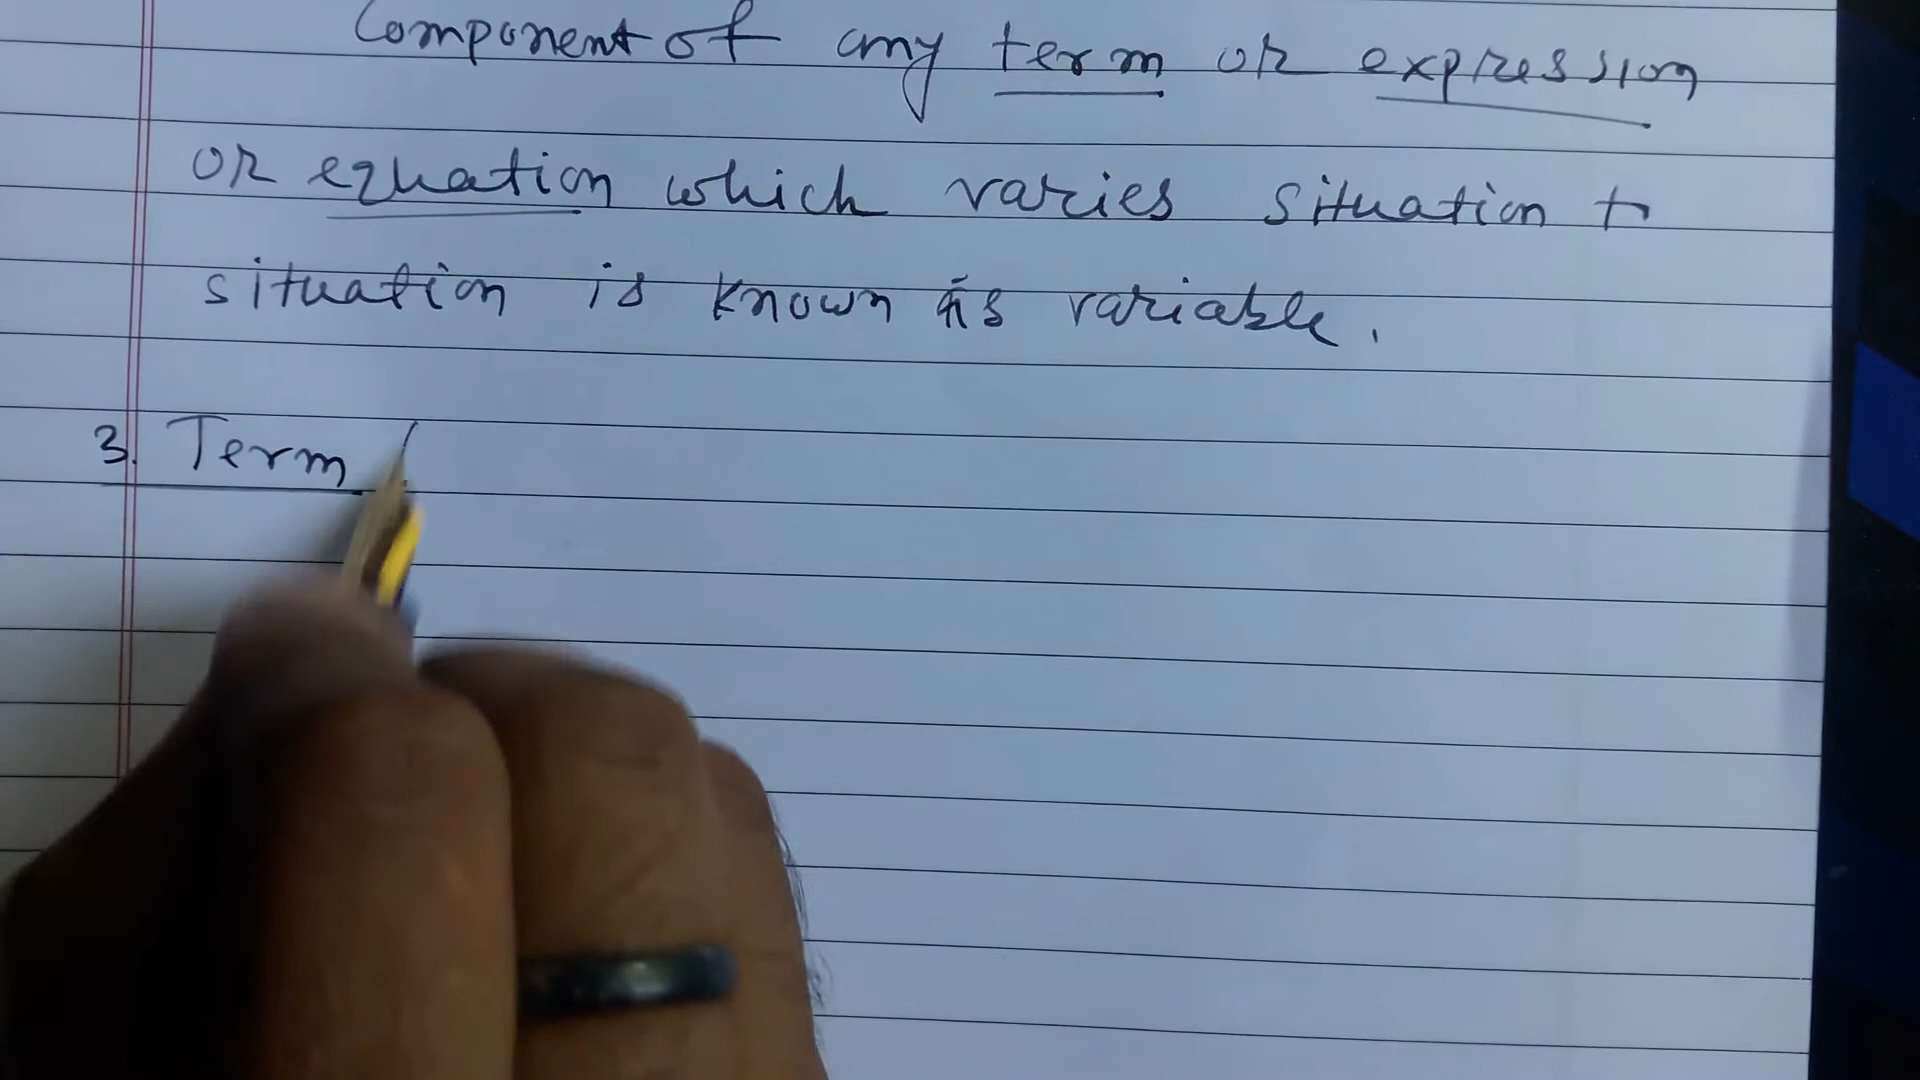 Component of any term or expression
or equation which varies situation to
situation is known as variable.
3. Term (